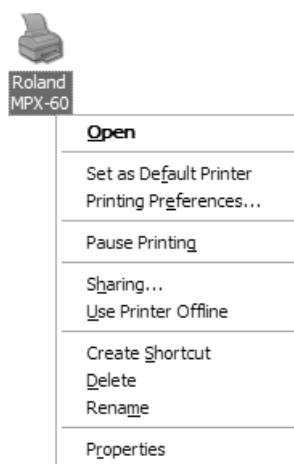 Roland
MPX-60
Open
Set as Default Printer
Printing Preferences...
Pause Printing
Sharing...
Use Printer Offline
Create Shortcut
Delete
Rename
Properties